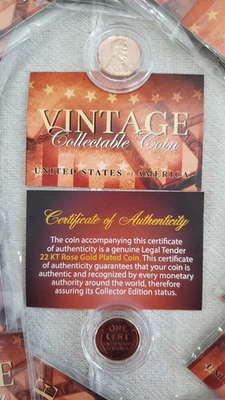 VINTAGE
Collectable Coin
UNITED STATES of AMERICA
Certificate of Authenticity
The coin accompanying this certificate
of authenticity is a genuine Legal Tender
22 KT Rose Gold Plated Coin. This certificate
of authenticity guarantees that your coin is
authentic and recognized by every monetary
authority around the world, therefore
assuring its Collector Edition status.
ONE
CENT